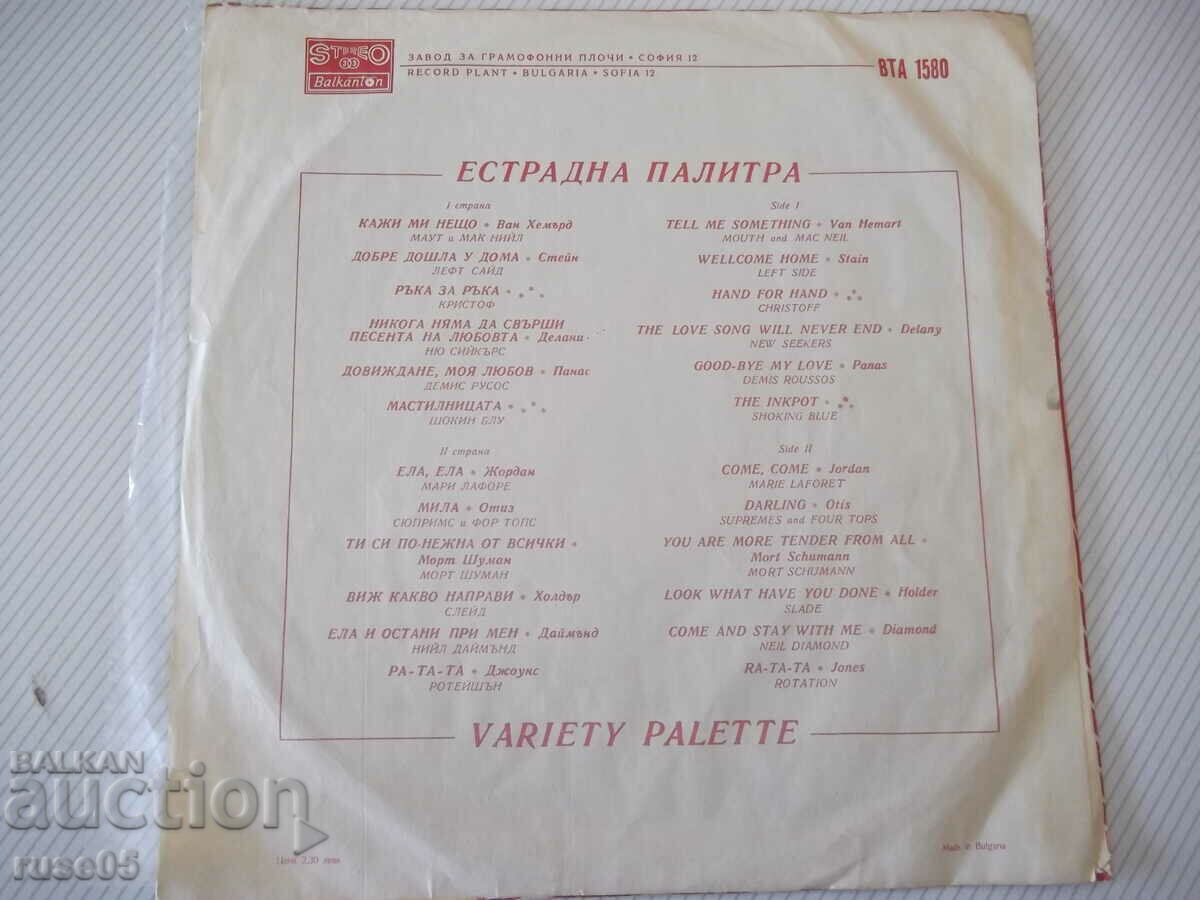 STEREO
33
Balkanton
ЗАВОД ЗА ГРАМОФОННИ ПЛОЧИ • СОФИЯ 12
RECORD PLANT • BULGARIA • SOFIA 12
ВТА 1580
ЕСТРАДНА ПАЛИТРА
I страна
КАЖИ МИ НЕЩО • Ван Хемърд
МАУТ и МАК НИЙЛ
ДОБРЕ ДОШЛА У ДОМА • Стейн
ЛЕФТ САЙД
РЪКА ЗА РЪКА • ⁂
КРИСТОФ
НИКОГА НЯМА ДА СВЪРШИ
ПЕСЕНТА НА ЛЮБОВТА • Делани
НЮ СИЙКЪРС
ДОВИЖДАНЕ, МОЯ ЛЮБОВ • Панас
ДЕМИС РУСОС
МАСТИЛНИЦАТА • ⁂
ШОКИН БЛУ
II страна
ЕЛА, ЕЛА • Жордан
МАРИ ЛАФОРЕ
МИЛА • Отиз
СЮПРИМС и ФОР ТОПС
ТИ СИ ПО-НЕЖНА ОТ ВСИЧКИ •
Морт Шуман
МОРТ ШУМАН
ВИЖ КАКВО НАПРАВИ • Холдър
СЛЕЙД
ЕЛА И ОСТАНИ ПРИ МЕН • Даймънд
НИЙЛ ДАЙМЪНД
РА-ТА-ТА • Джоунс
РОТЕЙШЪН
Side I
TELL ME SOMETHING • Van Hemart
MOUTH and MAC NEIL
WELLCOME HOME • Stain
LEFT SIDE
HAND FOR HAND • ⁂
CHRISTOFF
THE LOVE SONG WILL NEVER END • Delany
NEW SEEKERS
GOOD-BYE MY LOVE • Panas
DEMIS ROUSSOS
THE INKPOT • ⁂
SHOKING BLUE
Side II
COME, COME • Jordan
MARIE LAFORET
DARLING • Otis
SUPREMES and FOUR TOPS
YOU ARE MORE TENDER FROM ALL •
Mort Schumann
MORT SCHUMANN
LOOK WHAT HAVE YOU DONE • Holder
SLADE
COME AND STAY WITH ME • Diamond
NEIL DIAMOND
RA-TA-TA • Jones
ROTATION
VARIETY PALETTE
Цена 2,30 лева
Made in Bulgaria
BALKAN
auction
ruse05